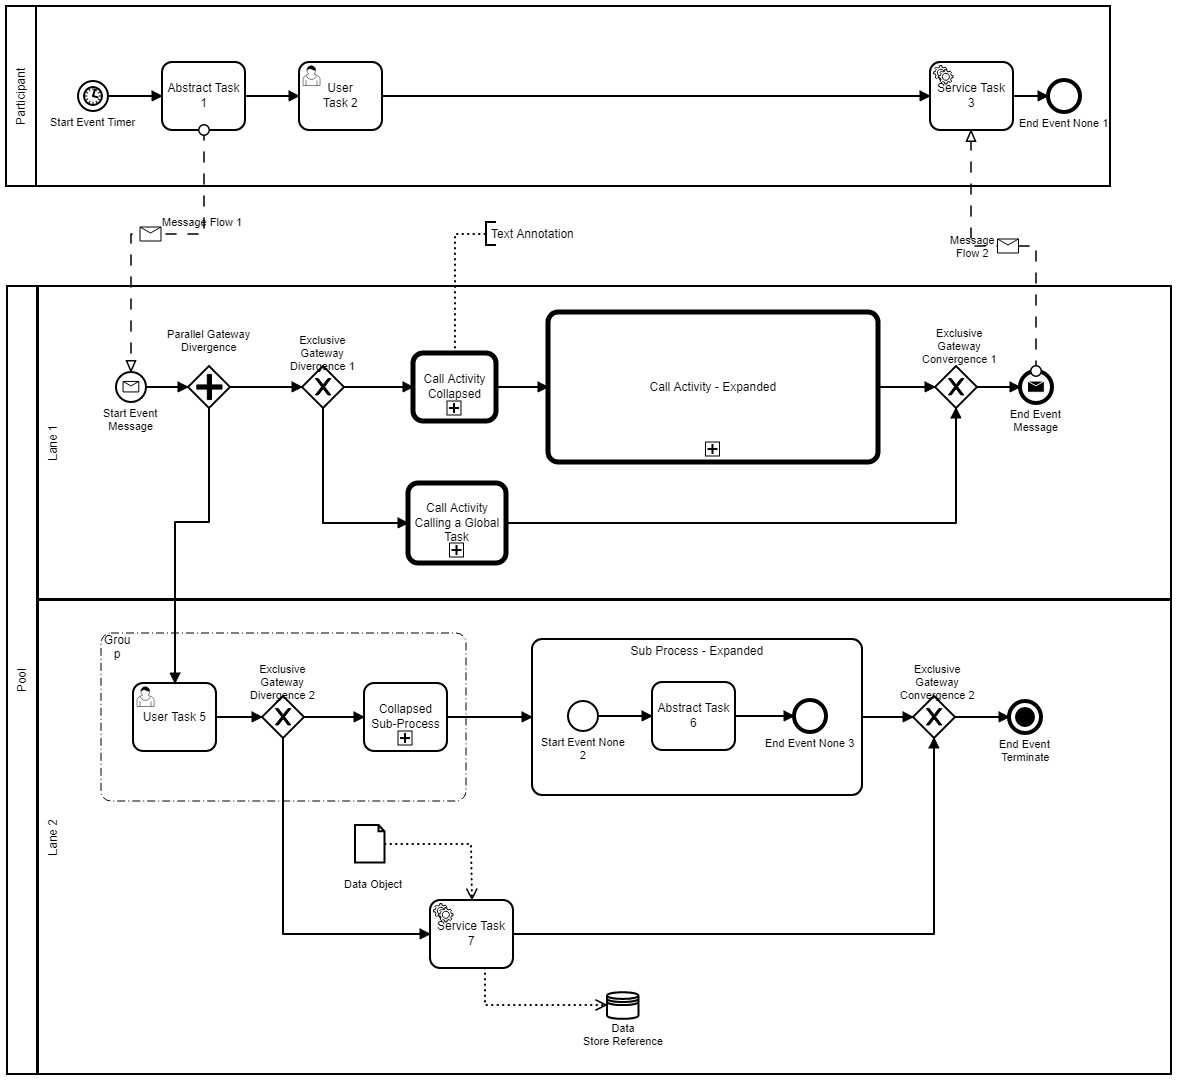 Participant
Start Event Timer
Abstract Task
1
User
Task 2
Service Task
3
End Event None 1
Message Flow 1
Text Annotation
Message
Flow 2
Pool
Lane 1
Start Event
Message
Parallel Gateway
Divergence
Exclusive
Gateway
Divergence 1
Call Activity
Collapsed
Call Activity - Expanded
Exclusive
Gateway
Convergence 1
End Event
Message
Call Activity
Calling a Global
Task
Lane 2
Grou
p
User Task 5
Exclusive
Gateway
Divergence 2
Collapsed
Sub-Process
Sub Process - Expanded
Start Event None
2
Abstract Task
6
End Event None 3
Exclusive
Gateway
Convergence 2
End Event
Terminate
Data Object
Service Task
7
Data
Store Reference